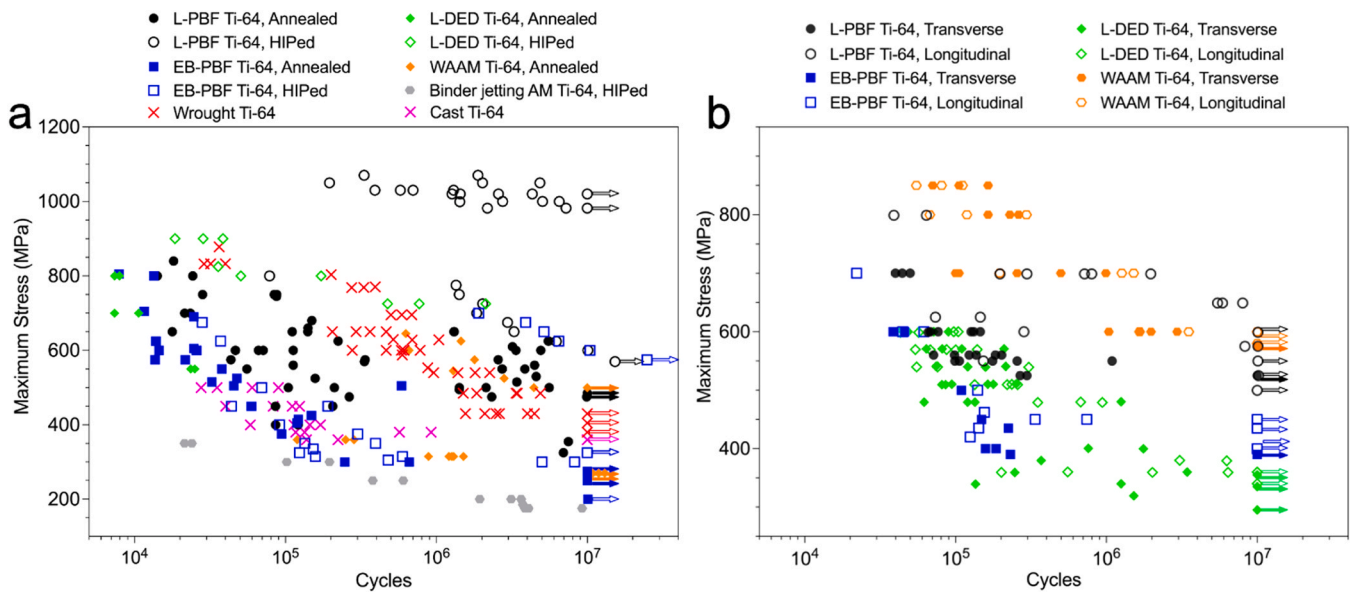 L-PBF Ti-64, Annealed
L-PBF Ti-64, HIPed
EB-PBF Ti-64, Annealed
EB-PBF Ti-64, HIPed
Wrought Ti-64
L-DED Ti-64, Annealed
L-DED Ti-64, HIPed
WAAM Ti-64, Annealed
Binder jetting AM Ti-64, HIPed
Cast Ti-64
a
1200
1000
800
600
400
200
Maximum Stress (MPa)
10^4
10^5
10^6
10^7
Cycles
L-PBF Ti-64, Transverse
L-PBF Ti-64, Longitudinal
EB-PBF Ti-64, Transverse
EB-PBF Ti-64, Longitudinal
L-DED Ti-64, Transverse
L-DED Ti-64, Longitudinal
WAAM Ti-64, Transverse
WAAM Ti-64, Longitudinal
b
800
600
400
Maximum Stress (MPa)
10^4
10^5
10^6
10^7
Cycles